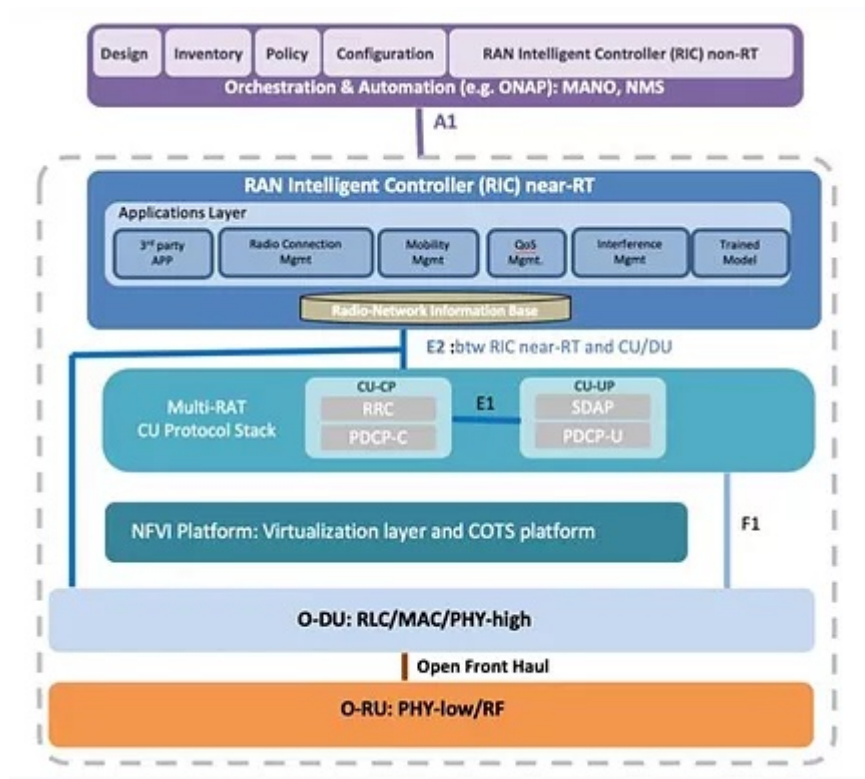 Design
Inventory
Policy
Configuration
RAN Intelligent Controller (RIC) non-RT
Orchestration & Automation (e.g. ONAP): MANO, NMS
A1
RAN Intelligent Controller (RIC) near-RT
Applications Layer
3rd party
APP
Radio Connection
Mgmt
Mobility
Mgmt
QoS
Mgmt.
Interference
Mgmt
Trained
Model
Radio-Network Information Base
E2 :btw RIC near-RT and CU/DU
Multi-RAT
CU Protocol Stack
CU-CP
RRC
PDCP-C
E1
CU-UP
SDAP
PDCP-U
NFVI Platform: Virtualization layer and COTS platform
F1
O-DU: RLC/MAC/PHY-high
Open Front Haul
O-RU: PHY-low/RF